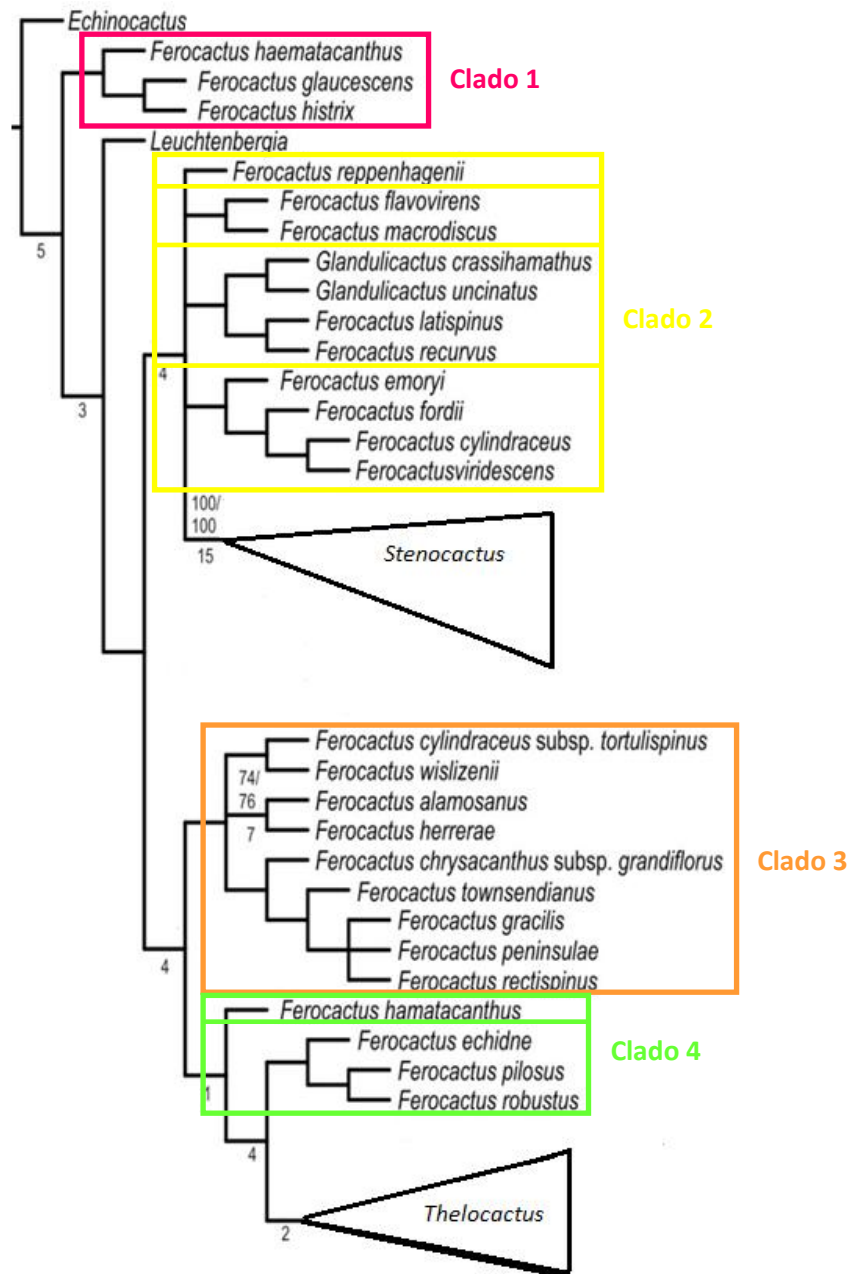 Echinocactus
Ferocactus haematacanthus
Ferocactus glaucescens
Clado 1
Ferocactus histrix
Leuchtenbergia
Ferocactus reppenhagenii
Ferocactus flavovirens
Ferocactus macrodiscus
5
Glandulicactus crassihamathus
Glandulicactus uncinatus
Ferocactus latispinus
Clado 2
Ferocactus recurvus
4
Ferocactus emoryi
3
Ferocactus fordii
Ferocactus cylindraceus
Ferocactusviridescens
100/
100
15
Stenocactus
Ferocactus cylindraceus subsp. tortulispinus
Ferocactus wislizenii
74/
76
Ferocactus alamosanus
7
Ferocactus herrerae
Ferocactus chrysacanthus subsp. grandiflorus
Clado 3
Ferocactus townsendianus
Ferocactus gracilis
Ferocactus peninsulae
4
Ferocactus rectispinus
Ferocactus hamatacanthus
Ferocactus echidne
Clado 4
Ferocactus pilosus
1
Ferocactus robustus
4
Thelocactus
2